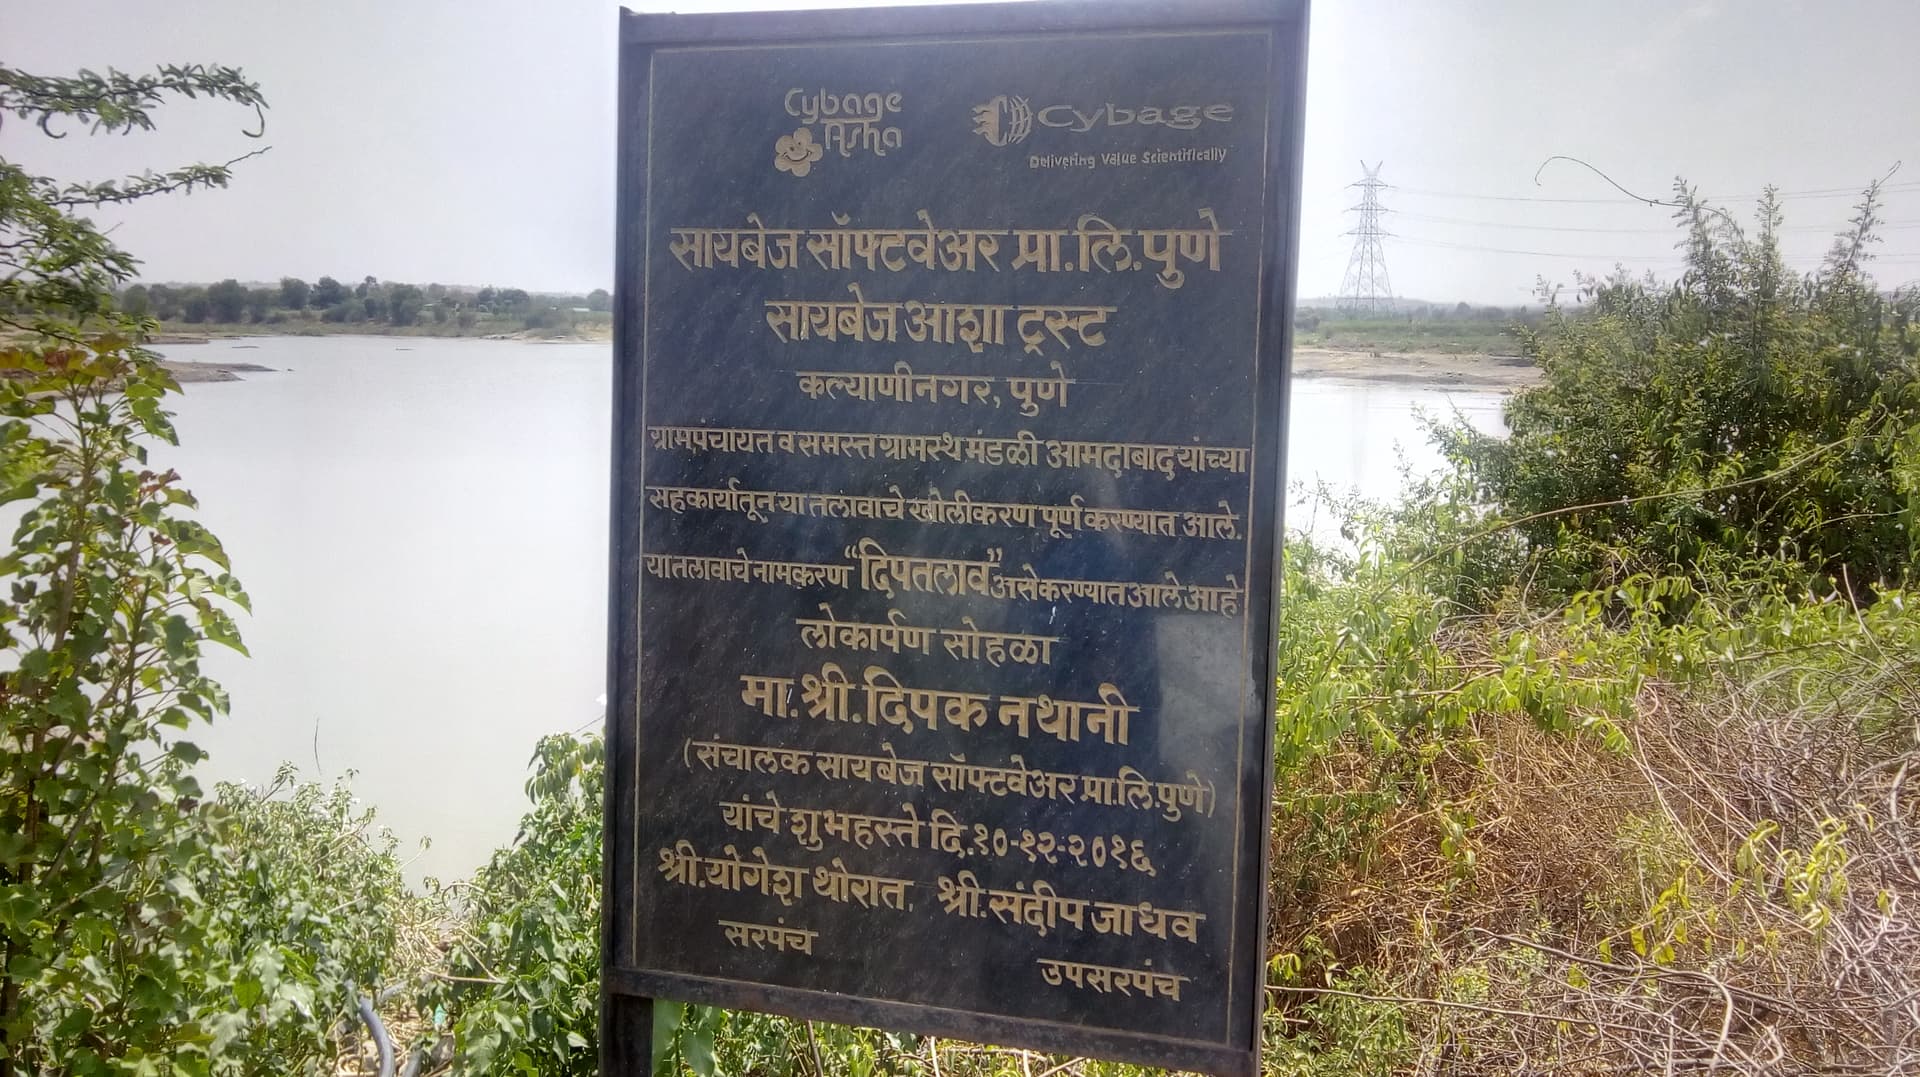 Cybage
Asha
Cybage
Delivering Value Scientifically
सायबेज सॉफ्टवेअर प्रा.लि.पुणे
सायबेज आशा ट्रस्ट
कल्याणीनगर, पुणे
ग्रामपंचायत व समस्त ग्रामस्थ मंडळी आमदाबाद यांच्या
सहकार्यातून या तलावाचे खोलीकरण पूर्ण करण्यात आले.
या तलावाचे नामकरण "दिपतलाव" असे करण्यात आले आहे
लोकार्पण सोहळा
मा.श्री.दिपक नथानी
(संचालक सायबेज सॉफ्टवेअर प्रा.लि.पुणे)
यांचे शुभहस्ते दि.१०-१२-२०१६
श्री.योगेश थोरात, श्री.संदीप जाधव
सरपंच उपसरपंच